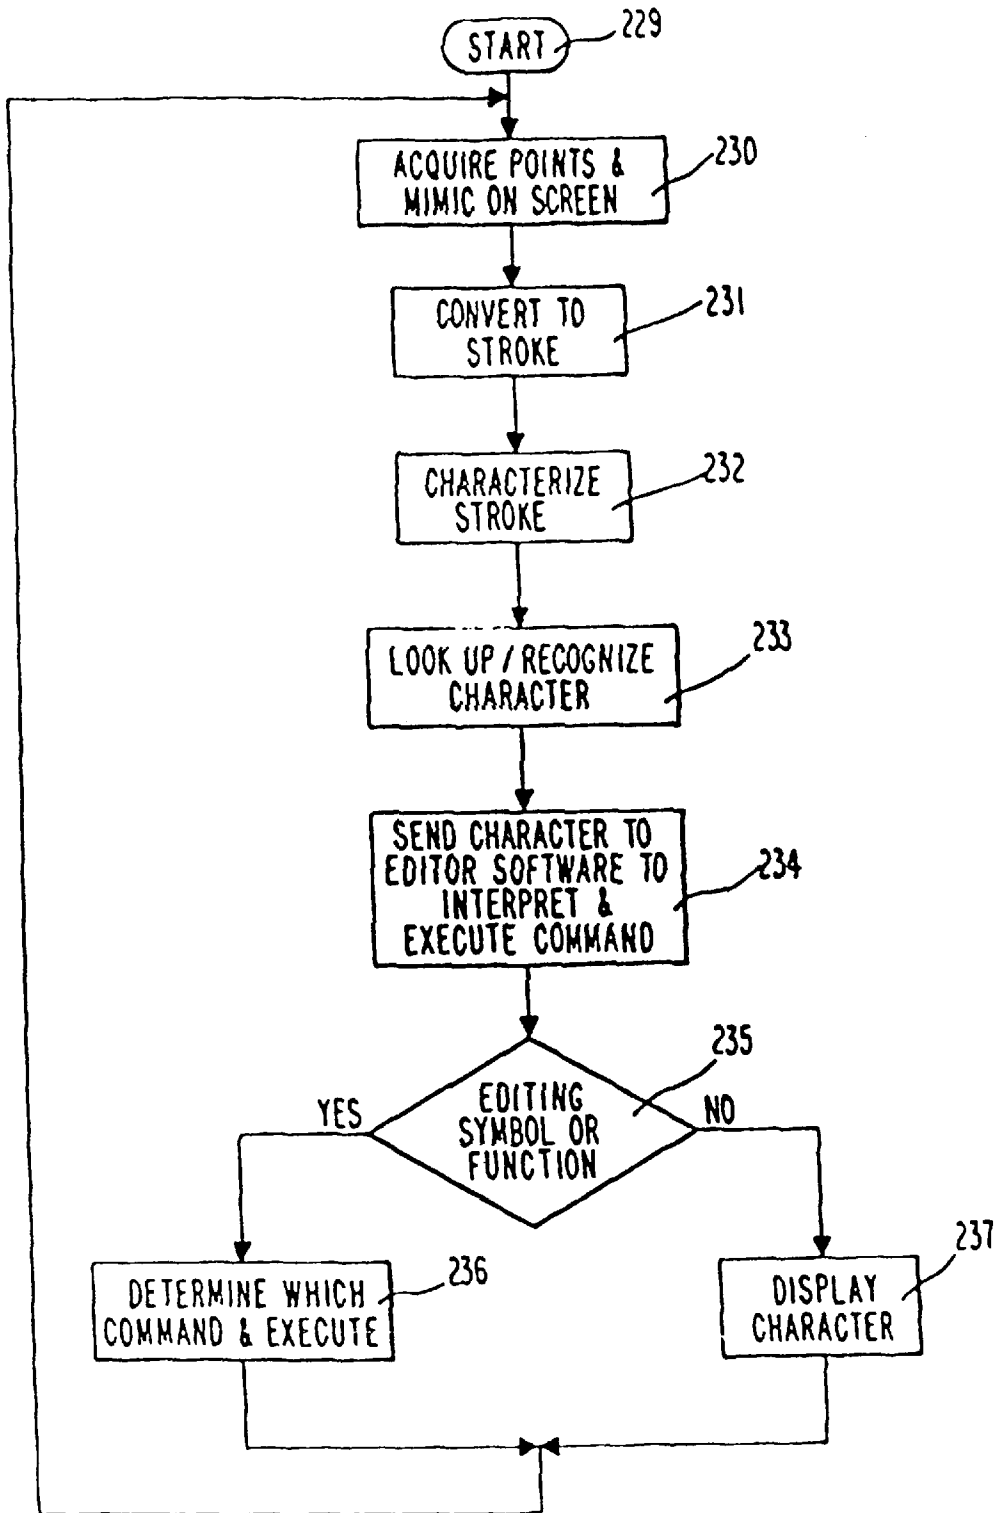 START
229
ACQUIRE POINTS &
MIMIC ON SCREEN
230
CONVERT TO
STROKE
231
CHARACTERIZE
STROKE
232
LOOK UP / RECOGNIZE
CHARACTER
233
SEND CHARACTER TO
EDITOR SOFTWARE TO
INTERPRET &
EXECUTE COMMAND
234
EDITING
SYMBOL OR
FUNCTION
235
YES
NO
DETERMINE WHICH
COMMAND & EXECUTE
236
DISPLAY
CHARACTER
237